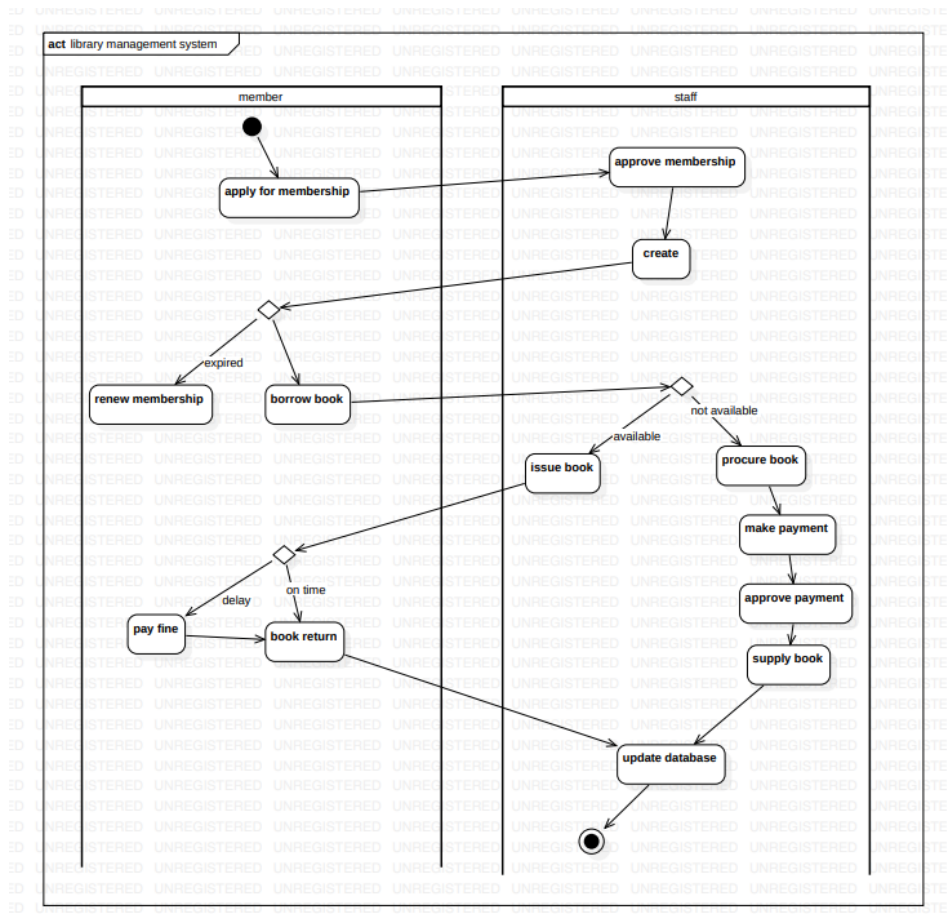 act library management system
member
staff
approve membership
apply for membership
create
expired
renew membership
borrow book
not available
available
issue book
procure book
make payment
on time
delay
approve payment
pay fine
book return
supply book
update database
UNREGISTERED